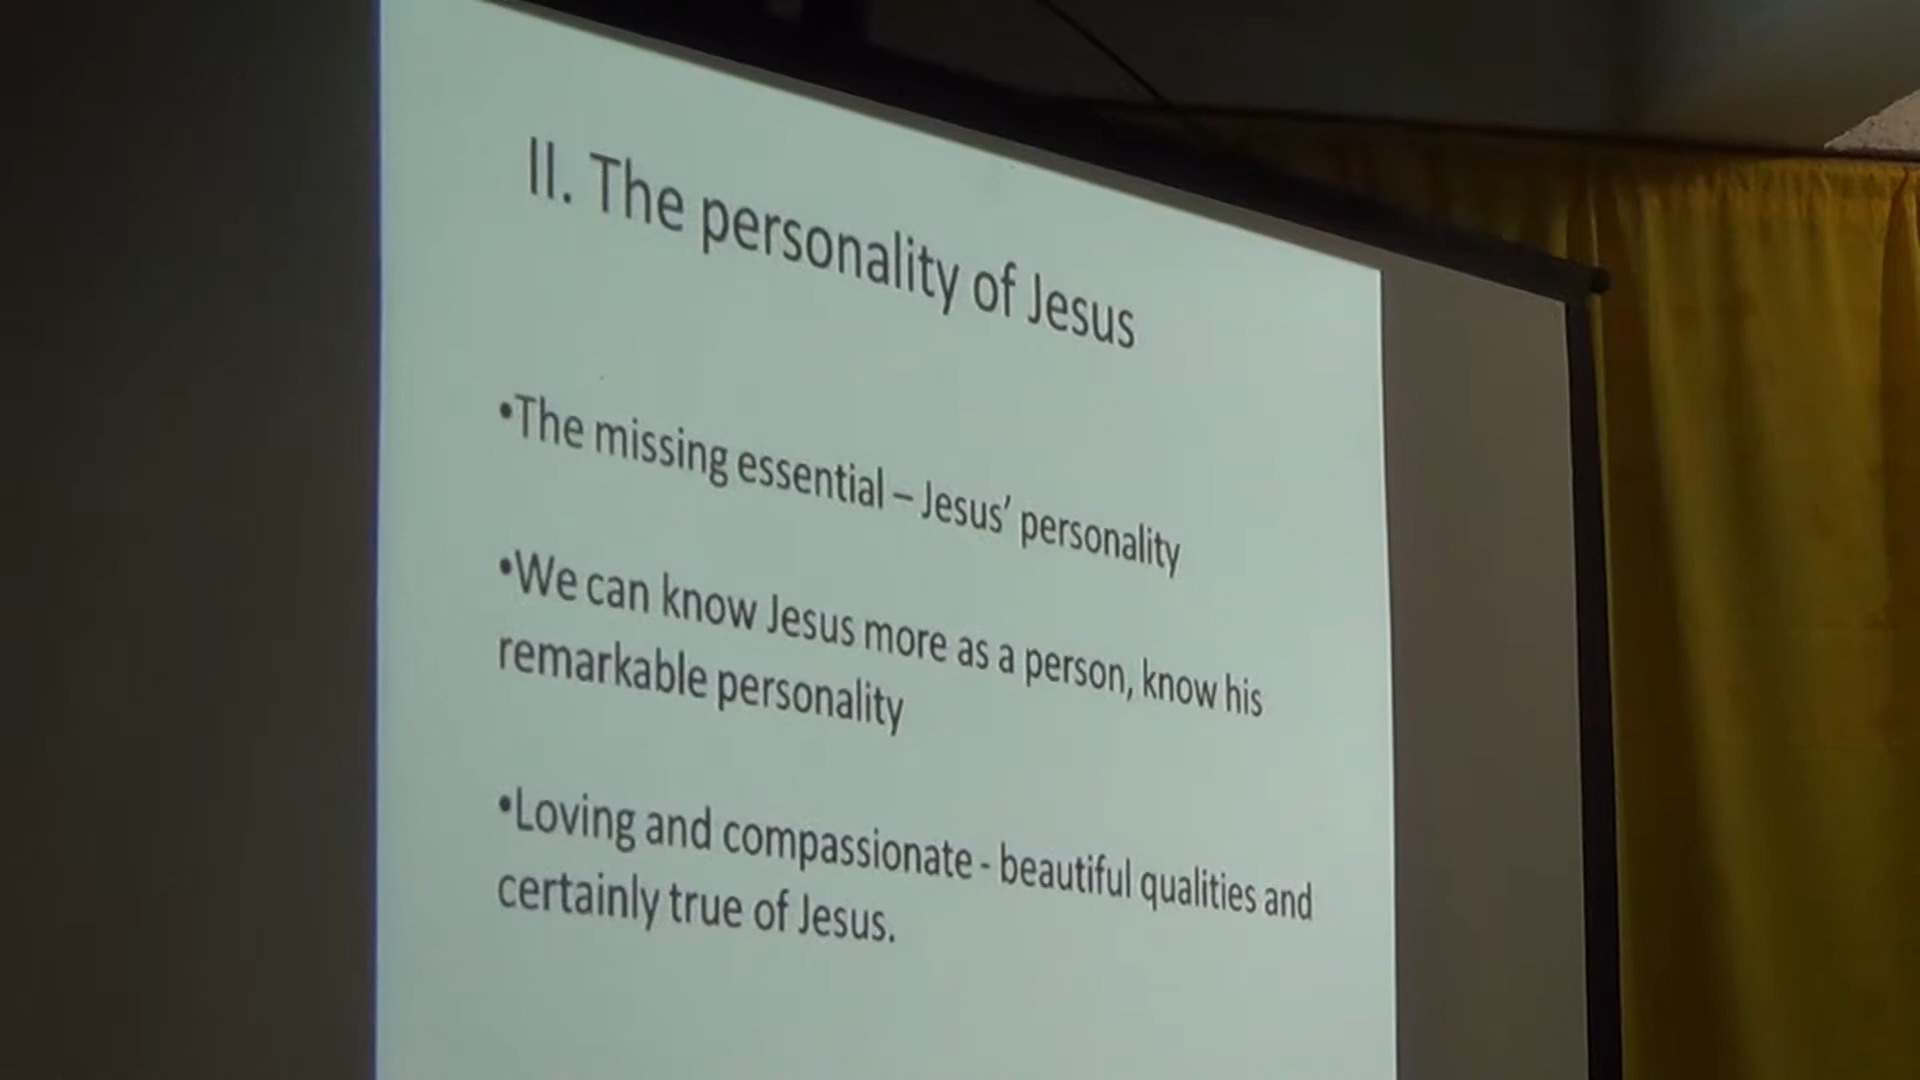 II. The personality of Jesus
•The missing essential – Jesus’ personality
•We can know Jesus more as a person, know his
remarkable personality
•Loving and compassionate - beautiful qualities and
certainly true of Jesus.